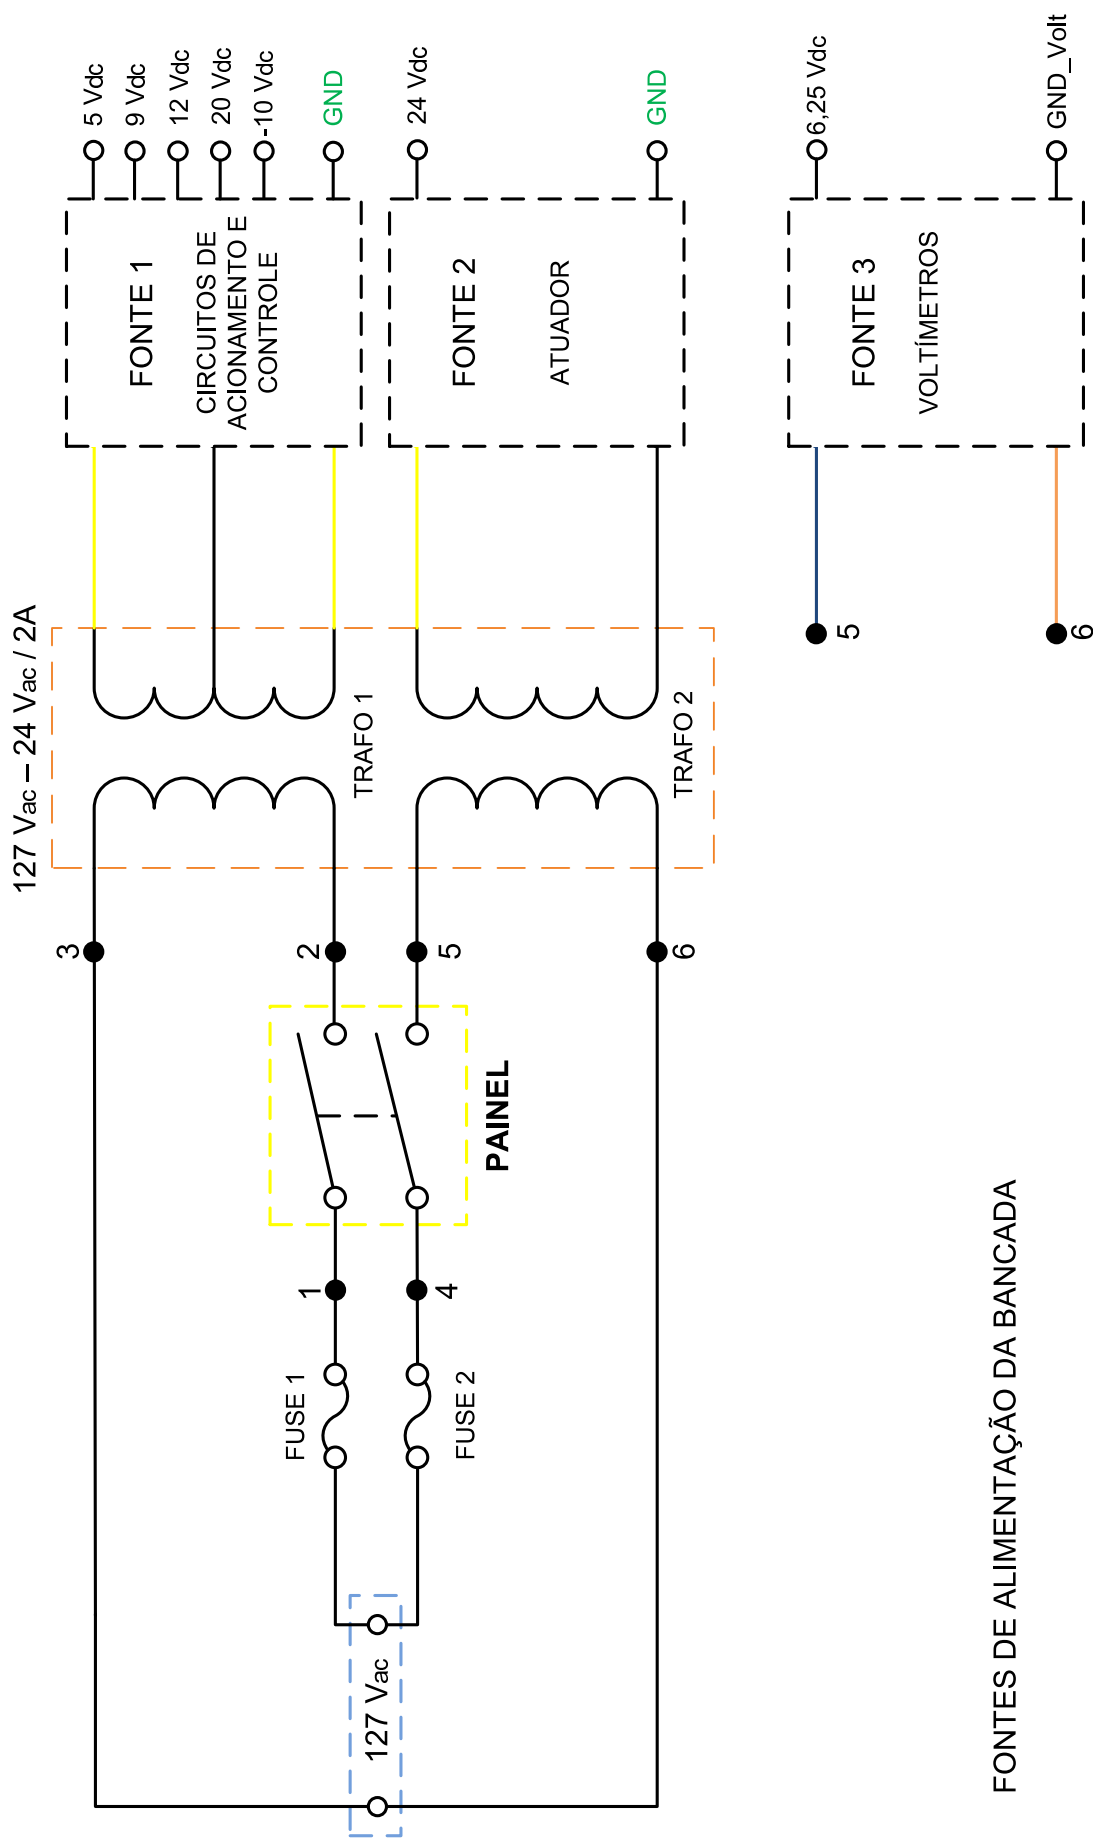 127 Vac – 24 Vac / 2A
5 Vdc
9 Vdc
12 Vdc
20 Vdc
-10 Vdc
GND
24 Vdc
GND
6,25 Vdc
GND_Volt
FONTE 1
CIRCUITOS DE
ACIONAMENTO E
CONTROLE
FONTE 2
ATUADOR
FONTE 3
VOLTÍMETROS
5
6
TRAFO 1
TRAFO 2
3
2
5
6
PAINEL
1
4
FUSE 1
FUSE 2
127 Vac
FONTES DE ALIMENTAÇÃO DA BANCADA